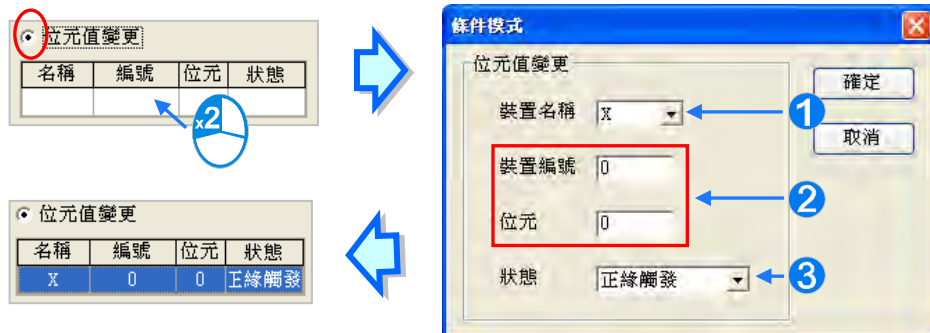 位元值變更
名稱 編號 位元 狀態
x2
條件模式
位元值變更
裝置名稱 X
1
裝置編號 0
2
位元 0
狀態 正緣觸發
3
確定
取消
位元值變更
名稱 編號 位元 狀態
X 0 0 正緣觸發